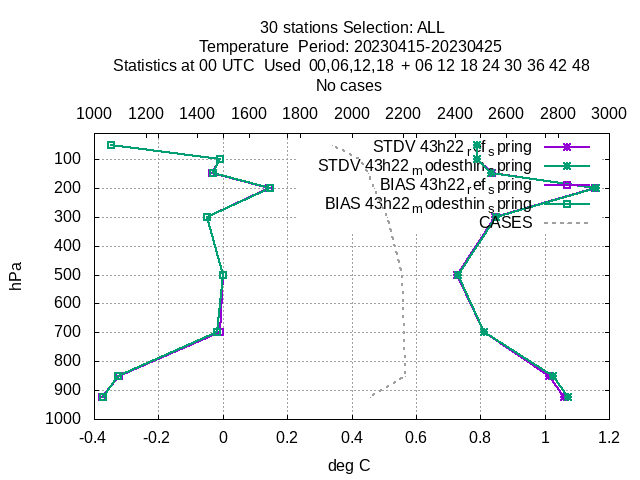 30 stations Selection: ALL
Temperature  Period: 20230415-20230425
Statistics at 00 UTC  Used  00,06,12,18  + 06 12 18 24 30 36 42 48
No cases
1000 1200 1400 1600 1800 2000 2200 2400 2600 2800 3000
STDV 43h22_ref_spring
STDV 43h22_modesthin_spring
BIAS 43h22_ref_spring
BIAS 43h22_modesthin_spring
CASES
100
200
300
400
500
600
700
800
900
1000
hPa
-0.4 -0.2 0 0.2 0.4 0.6 0.8 1 1.2
deg C